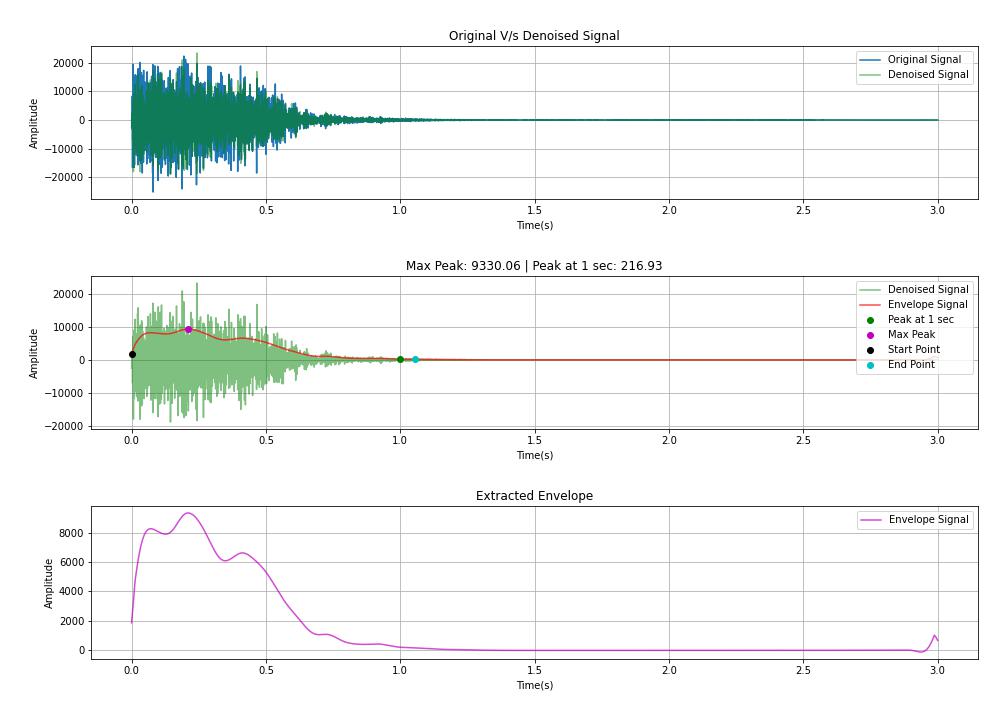 Original V/s Denoised Signal
Amplitude
20000
10000
0
−10000
−20000
Original Signal
Denoised Signal
0.0 0.5 1.0 1.5 2.0 2.5 3.0
Time(s)
Max Peak: 9330.06 | Peak at 1 sec: 216.93
Amplitude
20000
10000
0
−10000
−20000
Denoised Signal
Envelope Signal
Peak at 1 sec
Max Peak
Start Point
End Point
0.0 0.5 1.0 1.5 2.0 2.5 3.0
Time(s)
Extracted Envelope
Amplitude
8000
6000
4000
2000
0
Envelope Signal
0.0 0.5 1.0 1.5 2.0 2.5 3.0
Time(s)